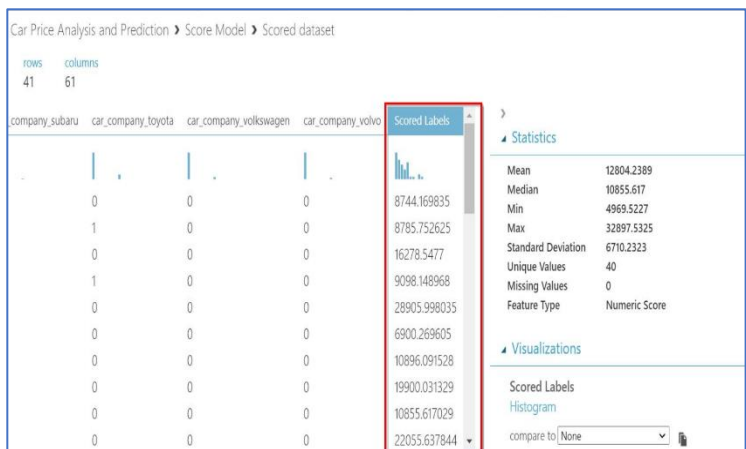 Car Price Analysis and Prediction > Score Model > Scored dataset
rows columns
41 61
_company_subaru car_company_toyota car_company_volkswagen car_company_volvo Scored Labels
0 0 0 8744.169835
1 0 0 8785.752625
0 0 0 16278.5477
1 0 0 9098.148968
0 0 0 28905.998035
0 0 0 6900.269605
0 0 0 10896.091528
0 0 0 19900.031329
0 0 0 10855.617029
0 0 0 22055.637844
Statistics
Mean 12804.2389
Median 10855.617
Min 4969.5227
Max 32897.5325
Standard Deviation 6710.2323
Unique Values 40
Missing Values 0
Feature Type Numeric Score
Visualizations
Scored Labels
Histogram
compare to None